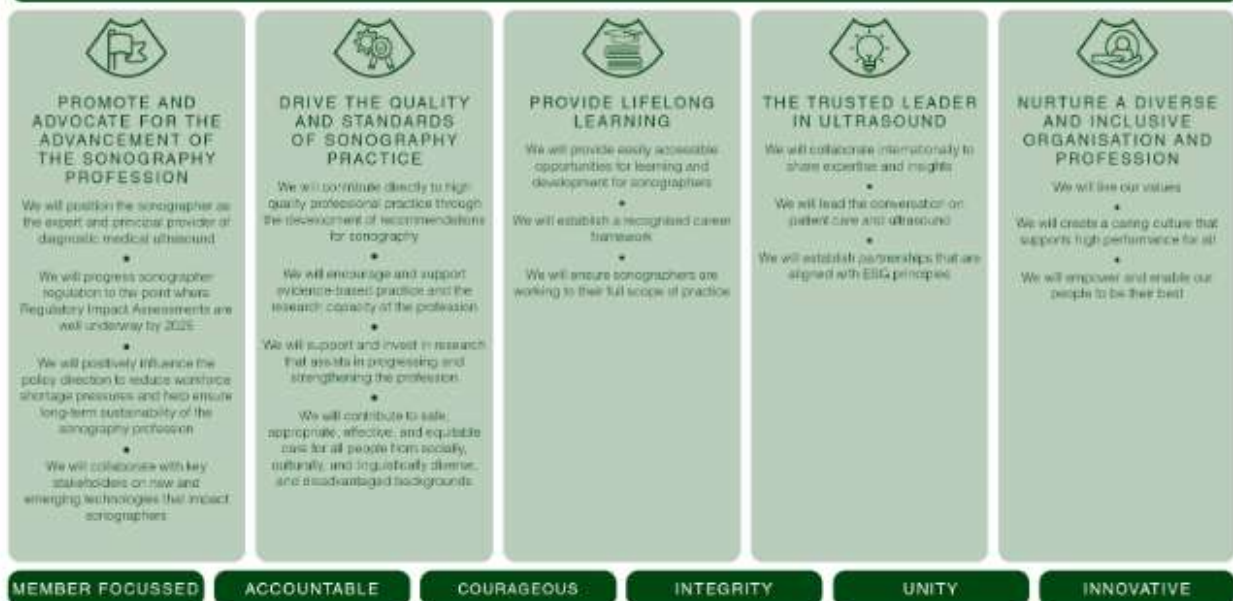 PROMOTE AND
ADVOCATE FOR THE
ADVANCEMENT OF
THE SONOGRAPHY
PROFESSION
We will position the sonographer as
the expert and principal provider of
diagnostic medical ultrasound
•
We will progress sonographer
regulation to the point where
Regulatory Impact Assessments are
well underway by
•
We will positively influence the
policy direction to reduce workforce
shortage pressures and help ensure
long-term sustainability of the
sonography profession
•
We will collaborate with key
stakeholders on new and
emerging technologies that impact
sonographers
DRIVE THE QUALITY
AND STANDARDS
OF SONOGRAPHY
PRACTICE
We will contribute directly to high
quality professional practice through
the development of recommendations
for sonography
•
We will encourage and support
evidence-based practice and the
research capacity of the profession
•
We will support and invest in research
that assists in progressing and
strengthening the profession
•
We will contribute to safe,
appropriate, effective, and equitable
care for all people from socially,
culturally, and linguistically diverse,
and disadvantaged backgrounds
PROVIDE LIFELONG
LEARNING
We will provide easily accessible
opportunities for learning and
development for sonographers
•
We will establish a recognised career
framework
•
We will ensure sonographers are
working to their full scope of practice
THE TRUSTED LEADER
IN ULTRASOUND
We will collaborate internationally to
share expertise and insights
•
We will lead the conversation on
patient care and ultrasound
•
We will establish partnerships that are
aligned with ESG principles
NURTURE A DIVERSE
AND INCLUSIVE
ORGANISATION AND
PROFESSION
We will live our values
•
We will create a caring culture that
supports high performance for all
•
We will empower and enable our
people to be their best
MEMBER FOCUSSED
ACCOUNTABLE
COURAGEOUS
INTEGRITY
UNITY
INNOVATIVE